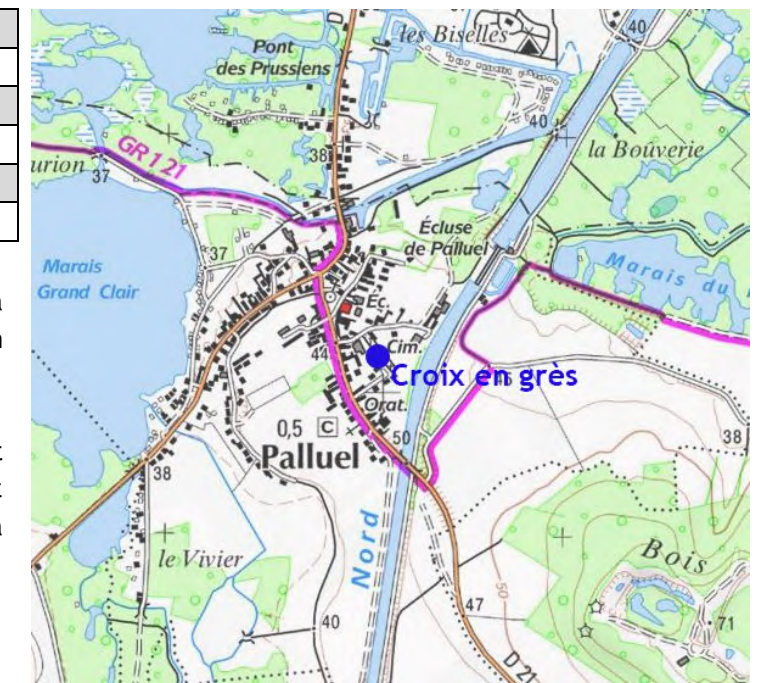 les Biselles
40
Pont
des Prussiens
40
38
la Bouverie
GR 121
urion
37
Écluse
de Palluel
37
Marais
Grand Clair
Marais du
Éc.
44
Cim.
Croix en grès
Orat.
0,5 C
50
38
Palluel
38
Nord
le Vivier
Bois
50
47
40
71
D 21